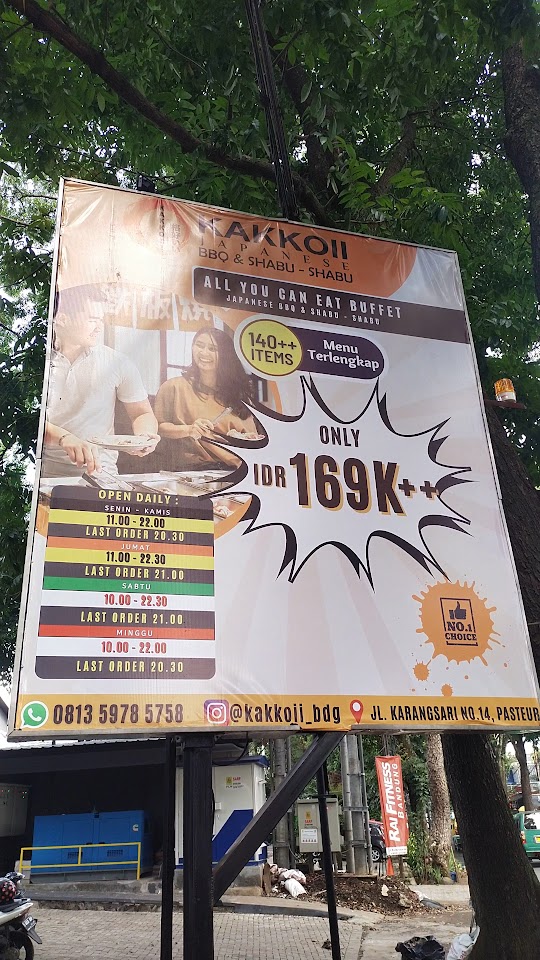 KAKKOII
JAPANESE
BBQ & SHABU - SHABU
ALL YOU CAN EAT BUFFET
JAPANESE BBQ & SHABU - SHABU
140++
ITEMS
Menu
Terlengkap
ONLY
IDR 169K++
OPEN DAILY :
SENIN - KAMIS
11.00 - 22.00
LAST ORDER 20.30
JUMAT
11.00 - 22.30
LAST ORDER 21.00
SABTU
10.00 - 22.30
LAST ORDER 21.00
MINGGU
10.00 - 22.00
LAST ORDER 20.30
NO.1
CHOICE
0813 5978 5758
@kakkoii_bdg
JL. KARANGSARI NO.14, PASTEUR
RAI FITNESS
BANDUNG